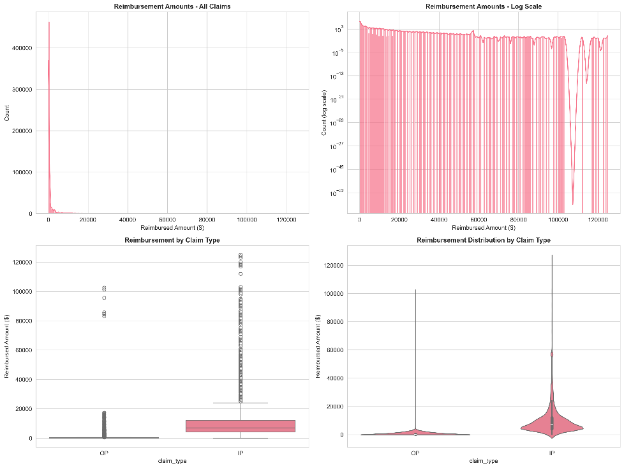 Reimbursement Amounts - All Claims
Count
400000
300000
200000
100000
0
0 20000 40000 60000 80000 100000 120000
Reimbursed Amount ($)
Reimbursement Amounts - Log Scale
Count (log scale)
0 20000 40000 60000 80000 100000 120000
Reimbursed Amount ($)
Reimbursement by Claim Type
Reimbursed Amount ($)
120000
100000
80000
60000
40000
20000
0
OP IP
claim_type
Reimbursement Distribution by Claim Type
Reimbursed Amount ($)
120000
100000
80000
60000
40000
20000
0
OP IP
claim_type